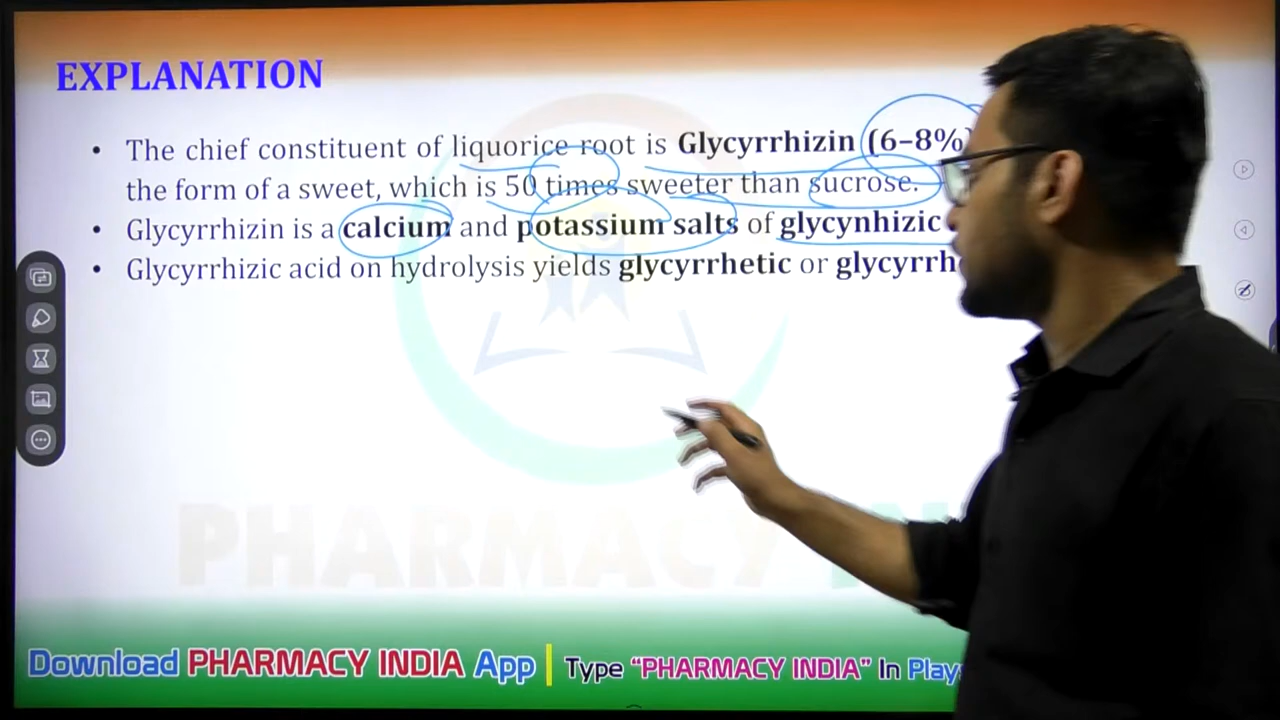 EXPLANATION
• The chief constituent of liquorice root is Glycyrrhizin (6–8%)
the form of a sweet, which is 50 times sweeter than sucrose.
• Glycyrrhizin is a calcium and potassium salts of glycynhizic
• Glycyrrhizic acid on hydrolysis yields glycyrrhetic or
PHARMACY
Download PHARMACY INDIA App | Type “PHARMACY INDIA” In